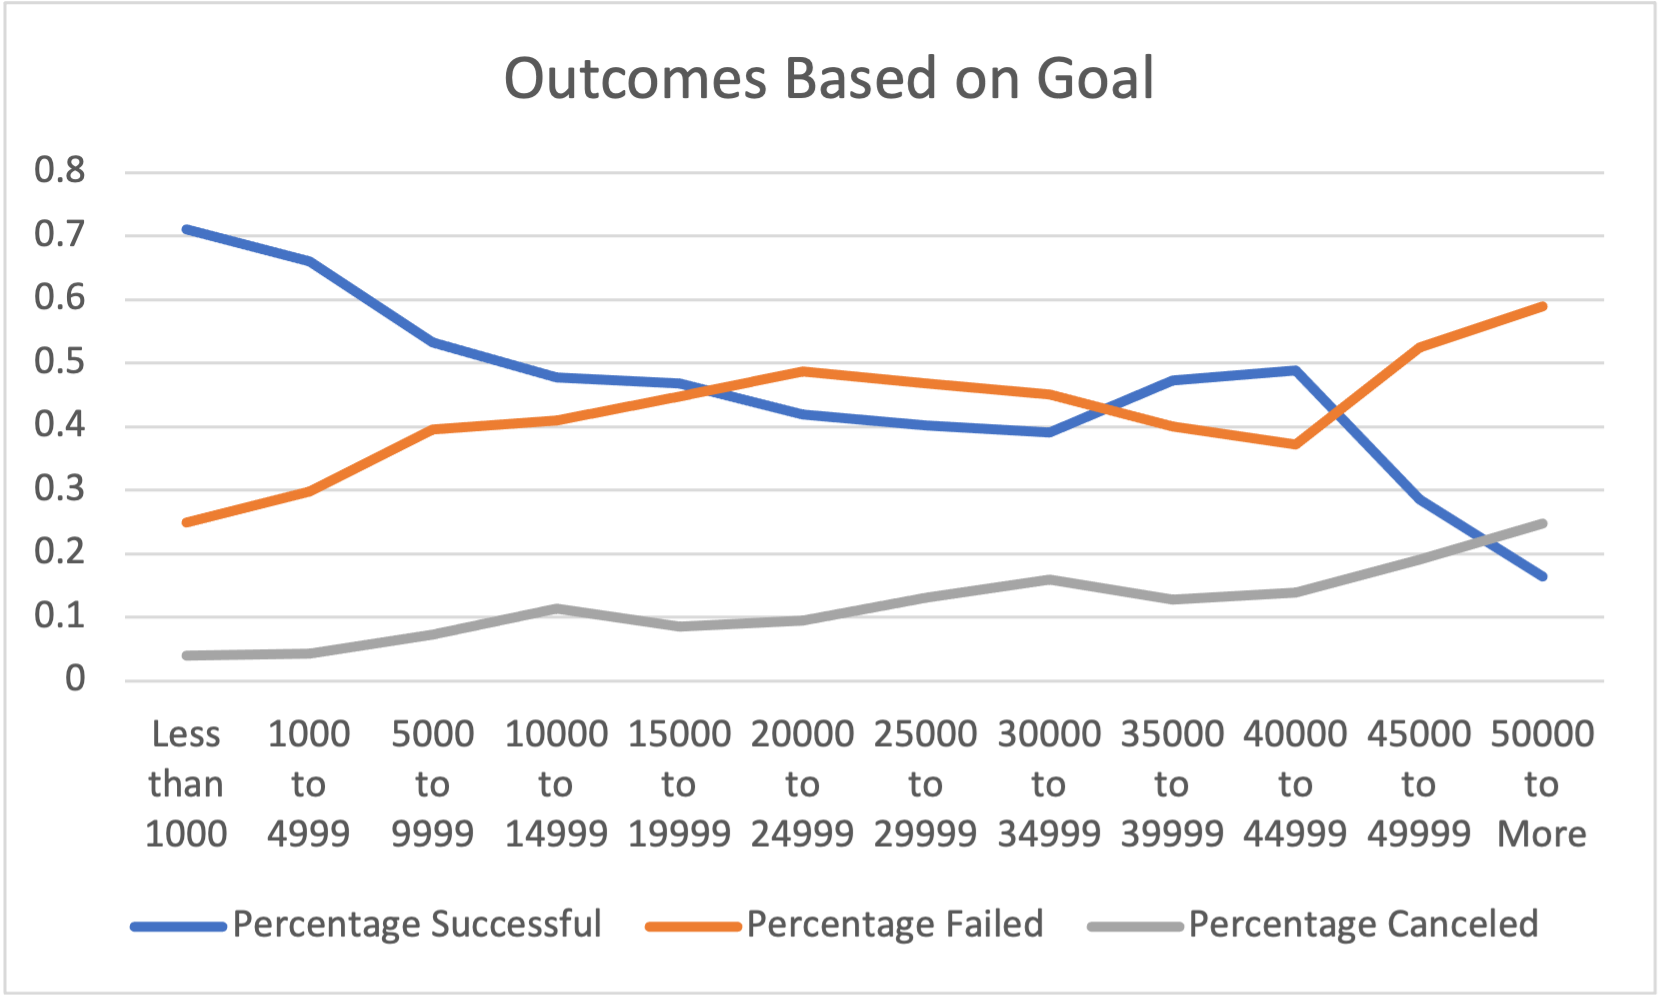 Outcomes Based on Goal
0.8
0.7
0.6
0.5
0.4
0.3
0.2
0.1
0
Less than 1000
1000 to 4999
5000 to 9999
10000 to 14999
15000 to 19999
20000 to 24999
25000 to 29999
30000 to 34999
35000 to 39999
40000 to 44999
45000 to 49999
50000 to More
Percentage Successful
Percentage Failed
Percentage Canceled